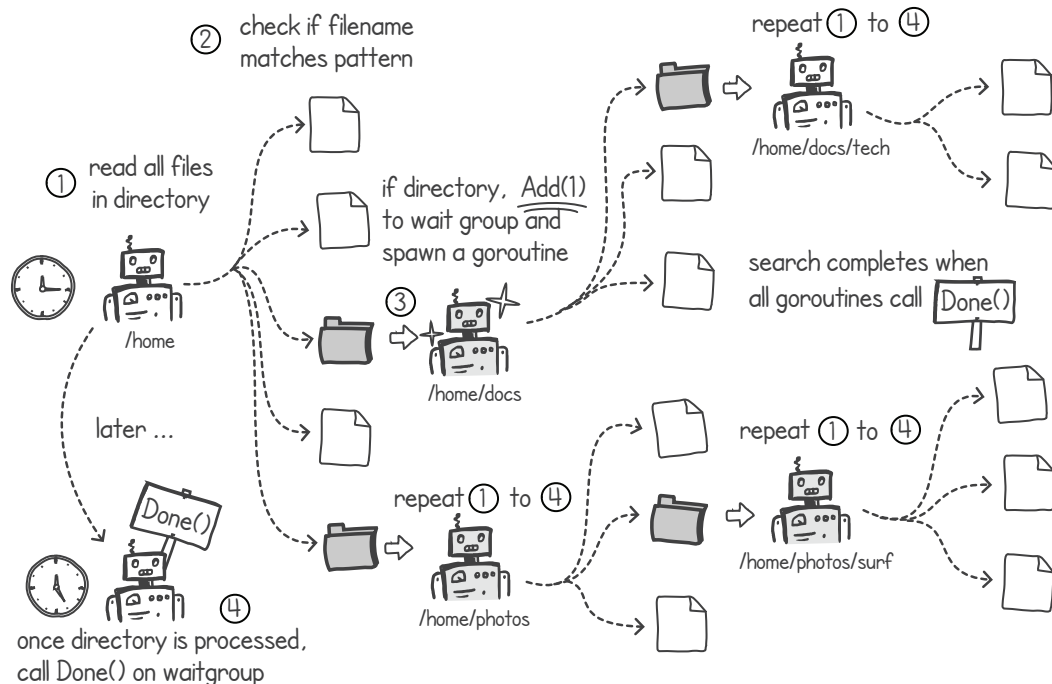 ② check if filename
matches pattern
repeat ① to ④
/home/docs/tech
① read all files
in directory
if directory, Add(1)
to wait group and
spawn a goroutine
/home
③
/home/docs
search completes when
all goroutines call Done()
later ...
Done()
④
once directory is processed,
call Done() on waitgroup
repeat ① to ④
/home/photos
repeat ① to ④
/home/photos/surf